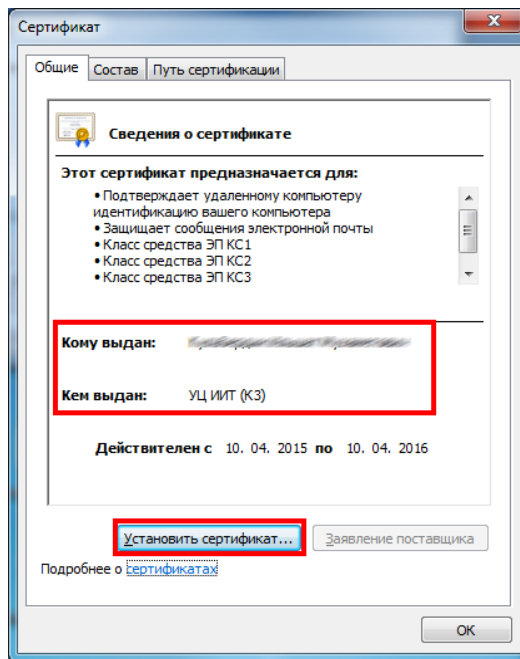 Сертификат
Общие Состав Путь сертификации
Сведения о сертификате
Этот сертификат предназначается для:
• Подтверждает удаленному компьютеру
идентификацию вашего компьютера
• Защищает сообщения электронной почты
• Класс средства ЭП КС1
• Класс средства ЭП КС2
• Класс средства ЭП КС3
Кому выдан:
Кем выдан: УЦ ИИТ (К3)
Действителен с 10. 04. 2015 по 10. 04. 2016
Установить сертификат... Заявление поставщика
Подробнее о сертификатах
ОК